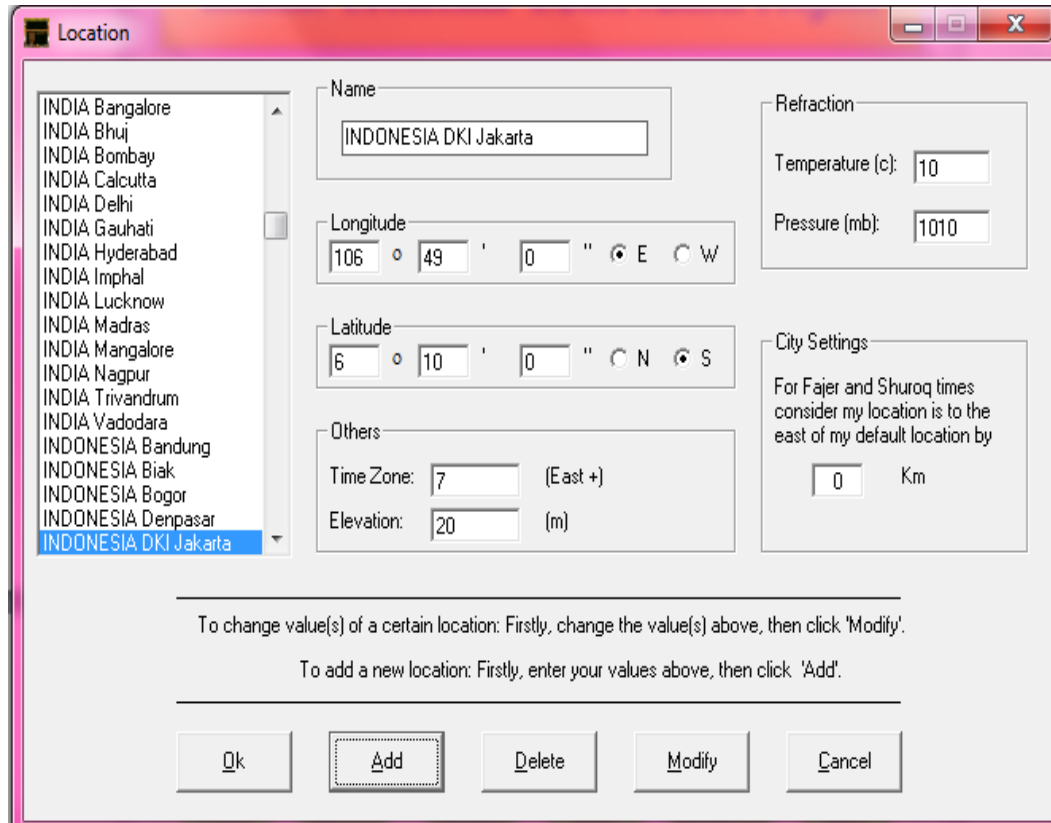 Location
INDIA Bangalore
INDIA Bhuj
INDIA Bombay
INDIA Calcutta
INDIA Delhi
INDIA Gauhati
INDIA Hyderabad
INDIA Imphal
INDIA Lucknow
INDIA Madras
INDIA Mangalore
INDIA Nagpur
INDIA Trivandrum
INDIA Vadodara
INDONESIA Bandung
INDONESIA Biak
INDONESIA Bogor
INDONESIA Denpasar
INDONESIA DKI Jakarta
Name
INDONESIA DKI Jakarta
Longitude
106 o 49 ' 0 " E W
Latitude
6 o 10 ' 0 " N S
Others
Time Zone: 7 (East +)
Elevation: 20 (m)
Refraction
Temperature (c): 10
Pressure (mb): 1010
City Settings
For Fajer and Shuroq times
consider my location is to the
east of my default location by
0 Km
To change value(s) of a certain location: Firstly, change the value(s) above, then click 'Modify'.
To add a new location: Firstly, enter your values above, then click 'Add'.
Ok Add Delete Modify Cancel